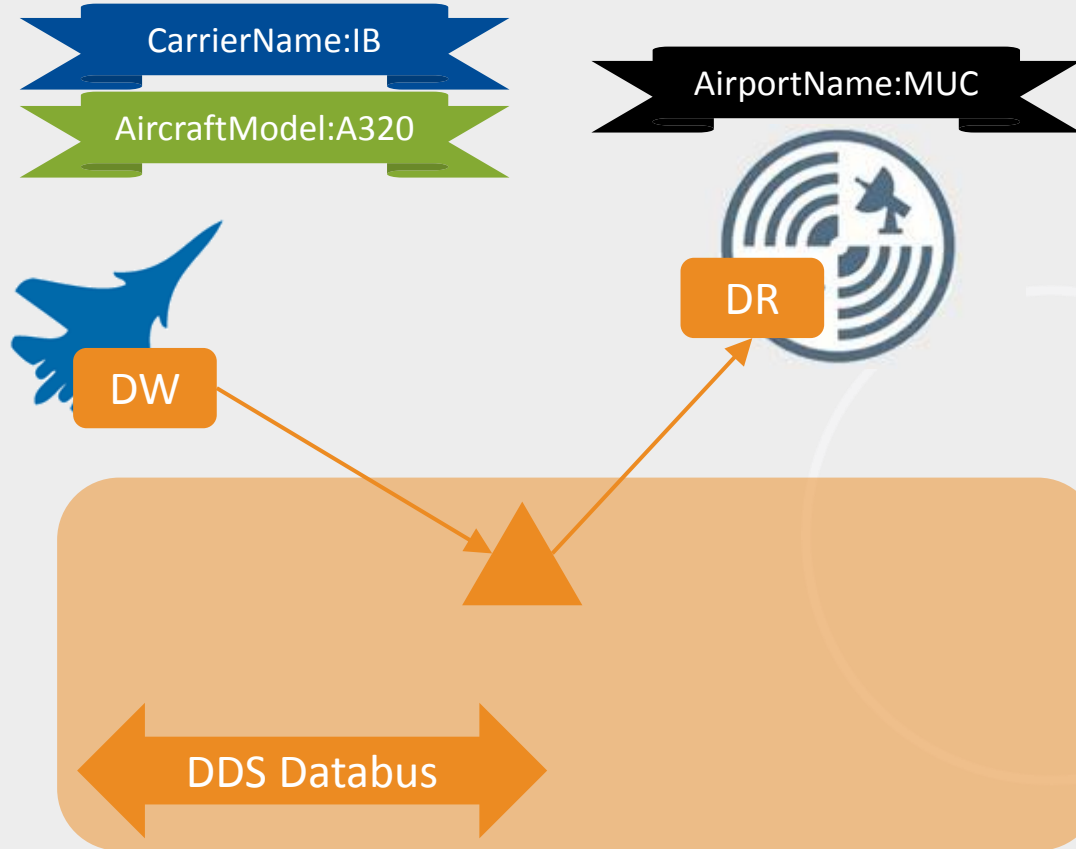 CarrierName:IB
AircraftModel:A320
AirportName:MUC
DR
DW
DDS Databus